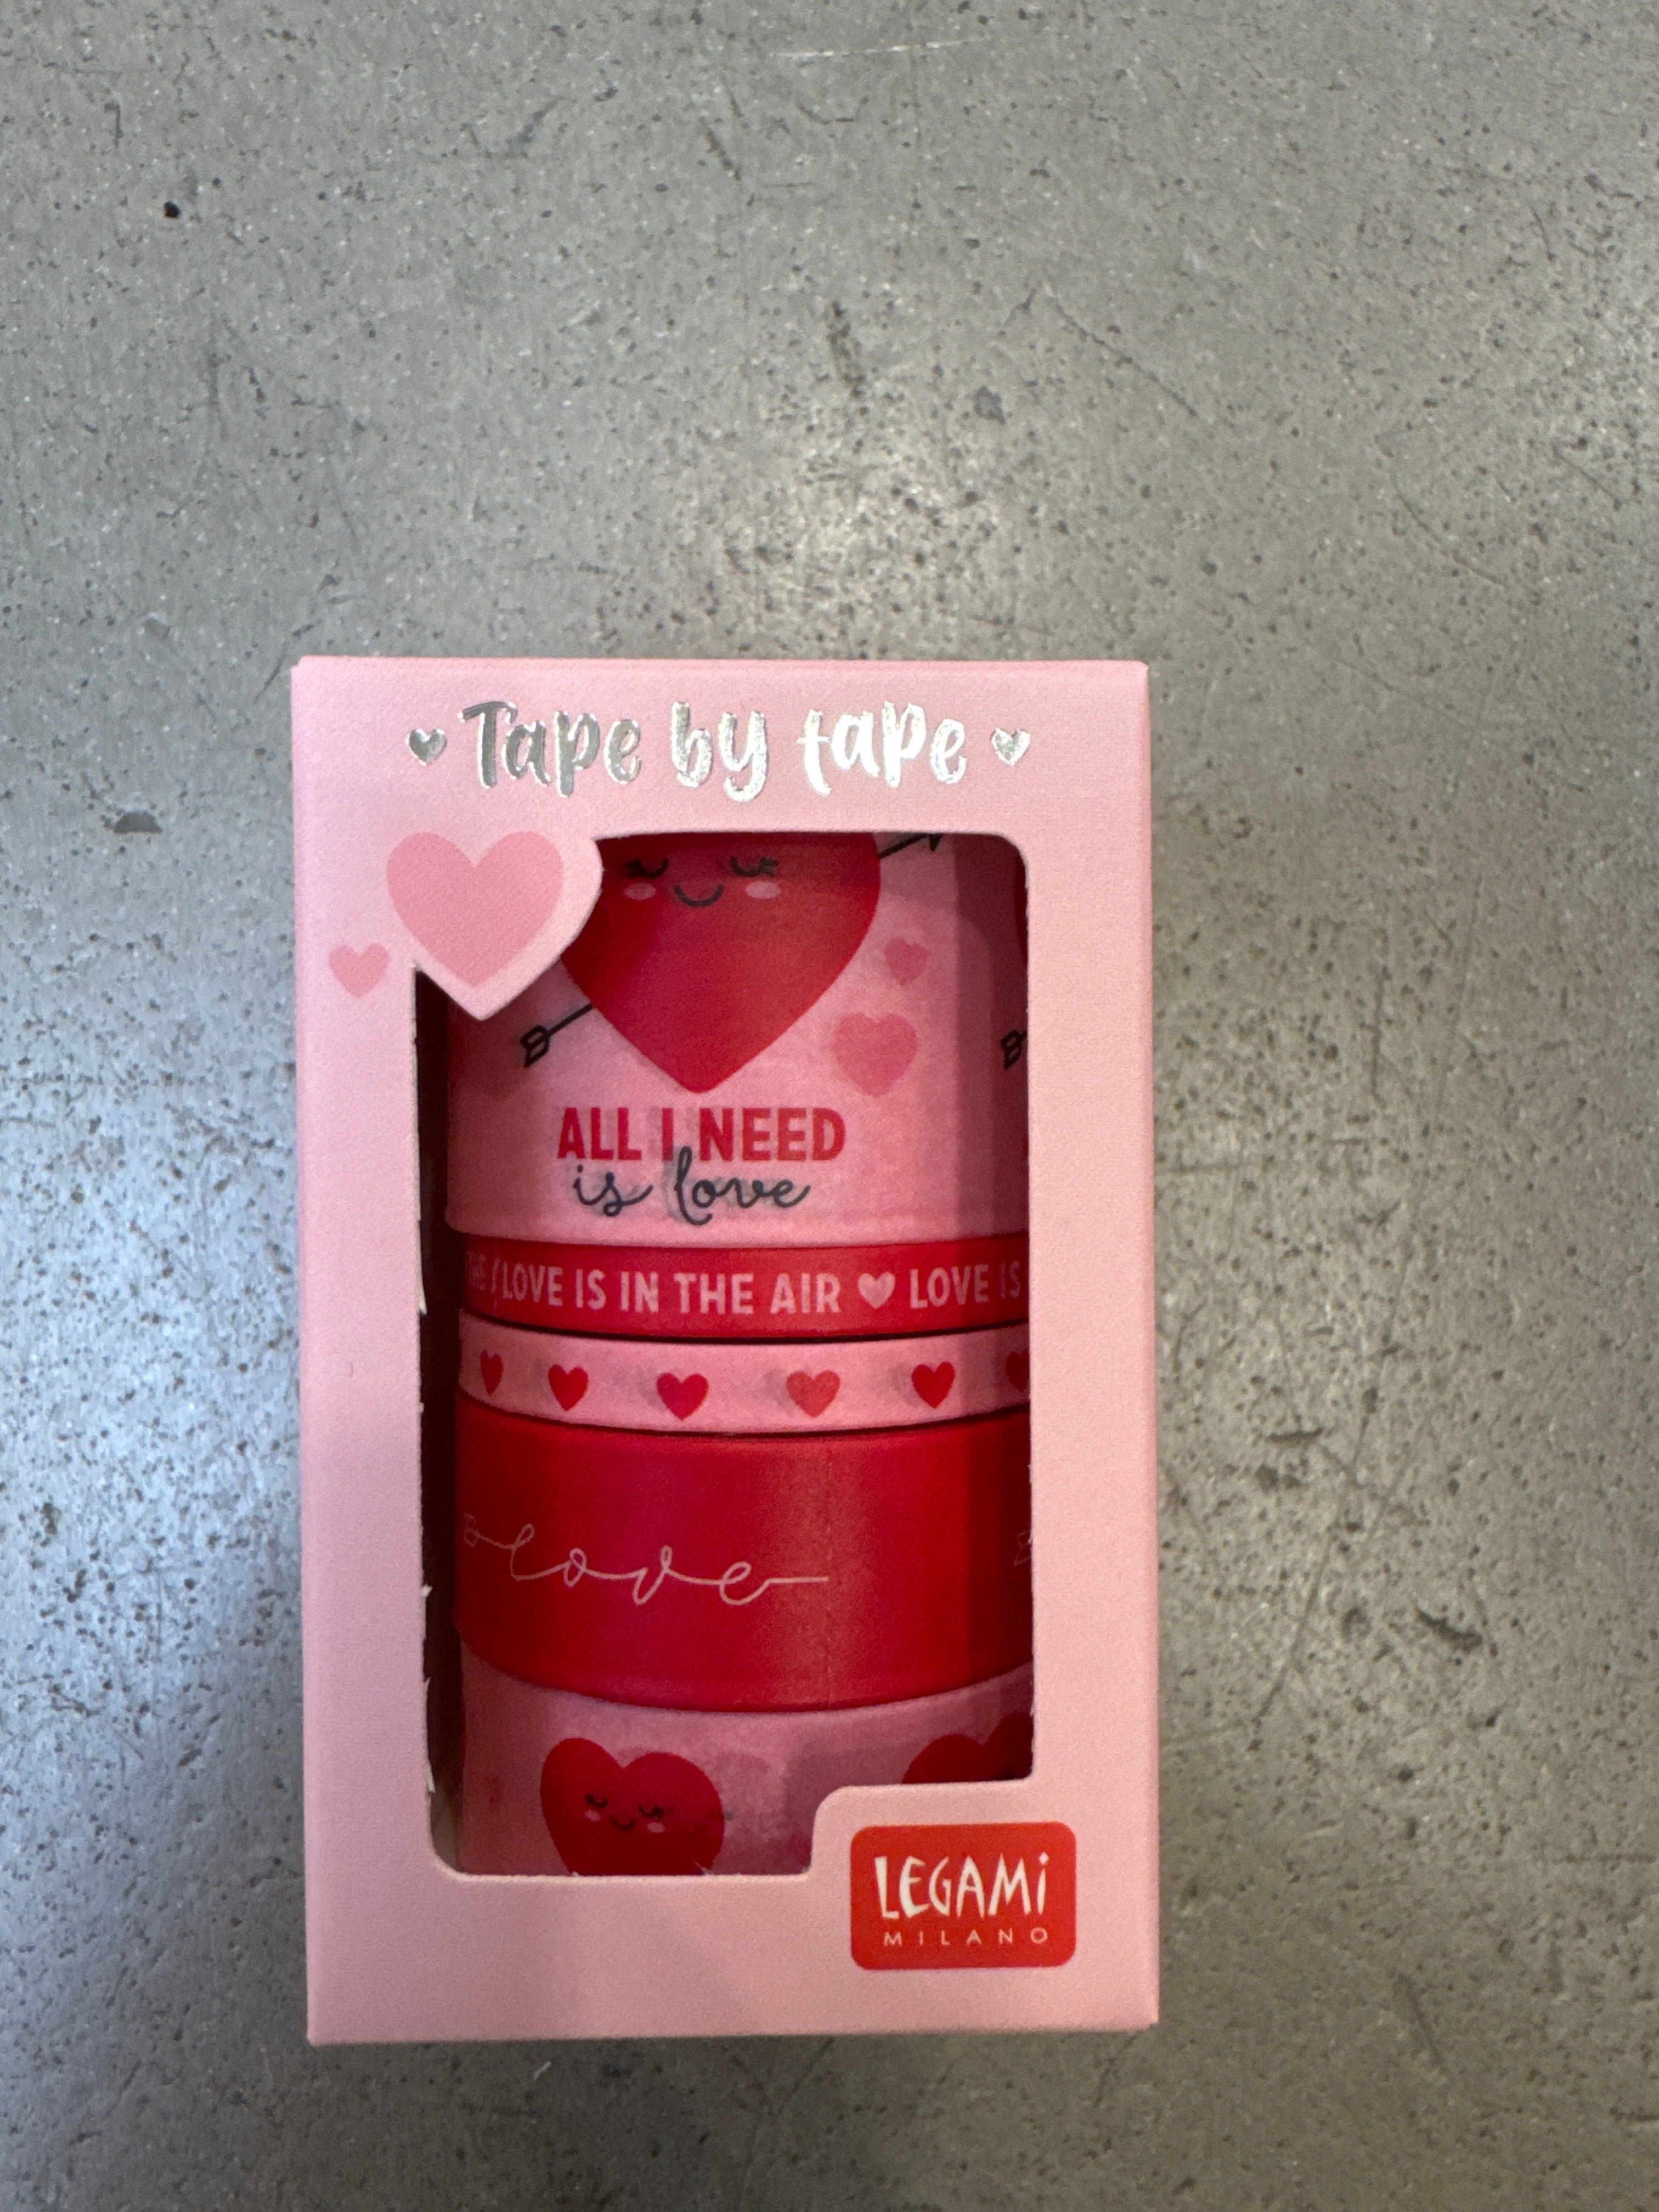 Tape by tape
ALL I NEED
is love
LOVE IS IN THE AIR ♥ LOVE IS
love
LEGAMI
MILANO